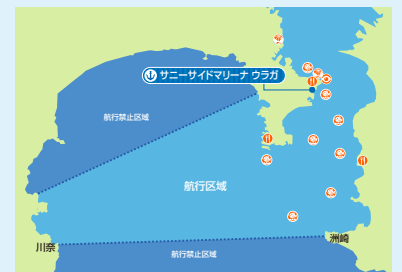 サニーサイドマリーナ ウラガ
航行禁止区域
航行区域
川奈
洲崎
航行禁止区域